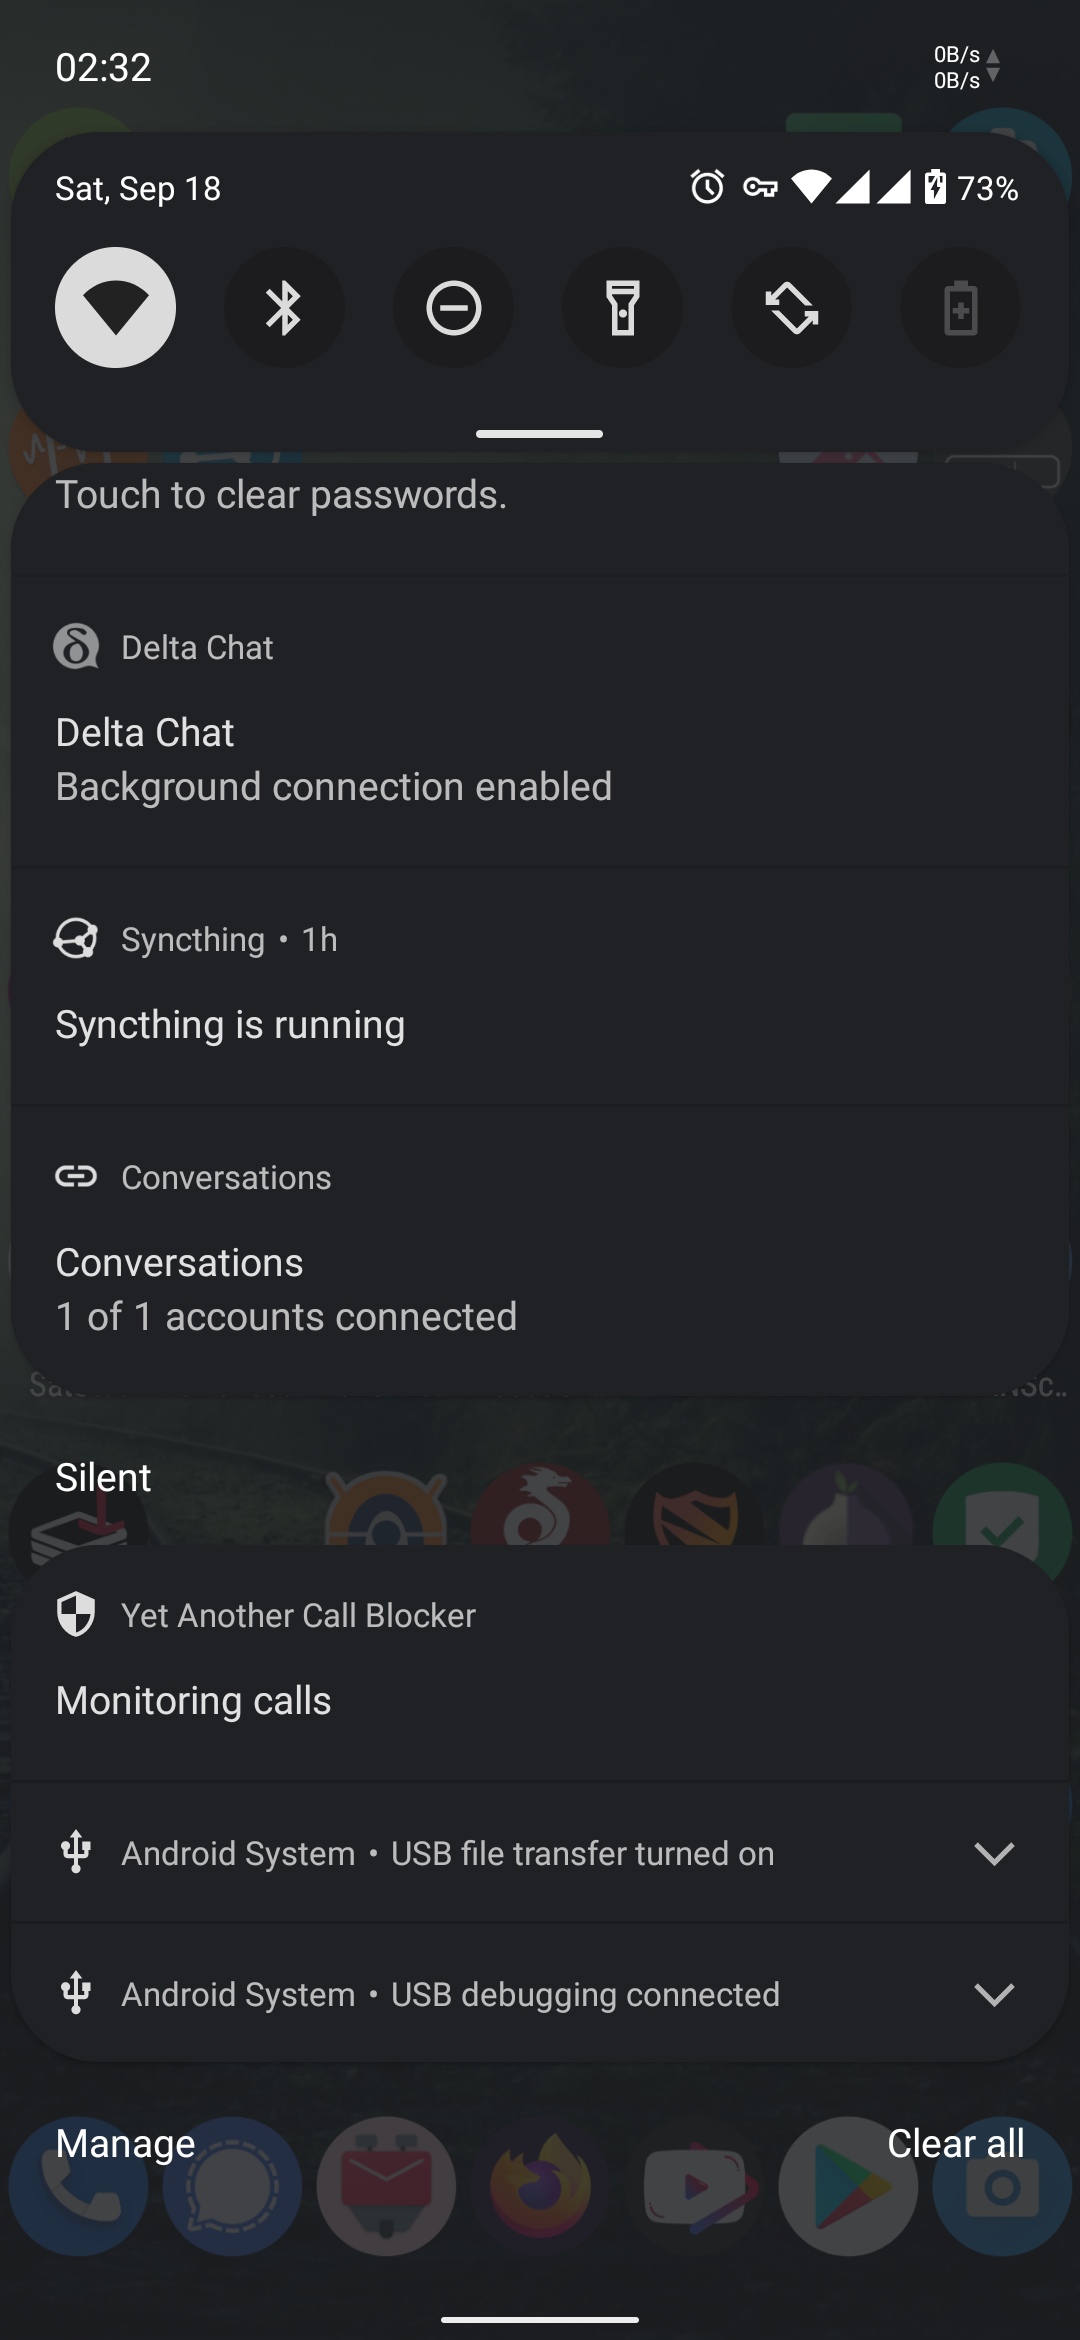 02:32
0B/s
0B/s
Sat, Sep 18
73%
Touch to clear passwords.
Delta Chat
Delta Chat
Background connection enabled
Syncthing • 1h
Syncthing is running
Conversations
Conversations
1 of 1 accounts connected
Silent
Yet Another Call Blocker
Monitoring calls
Android System • USB file transfer turned on
Android System • USB debugging connected
Manage
Clear all